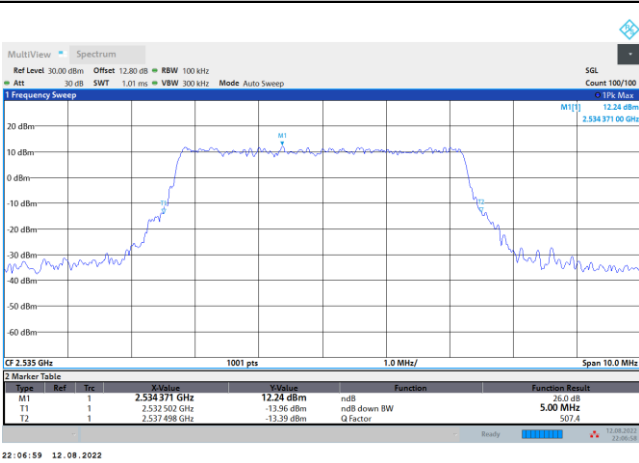 MultiView Spectrum
Ref Level 30.00 dBm Offset 12.80 dB RBW 100 kHz SGL
Att 30 dB SWT 1.01 ms VBW 300 kHz Mode Auto Sweep Count 100/100
1 Frequency Sweep 1Pk Max
M1[1] 12.24 dBm
2.534 371 00 GHz
20 dBm
M1
10 dBm
0 dBm
-10 dBm
T1 T2
-20 dBm
-30 dBm
-40 dBm
-50 dBm
-60 dBm
CF 2.535 GHz 1001 pts 1.0 MHz/ Span 10.0 MHz
2 Marker Table
Type Ref Trc X-Value Y-Value Function Function Result
M1 1 2.534 371 GHz 12.24 dBm ndB 26.0 dB
T1 1 2.532 502 GHz -13.96 dBm ndB down BW 5.00 MHz
T2 1 2.537 498 GHz -13.39 dBm Q Factor 507.4
Ready 12.08.2022
22:06:58
22:06:59 12.08.2022